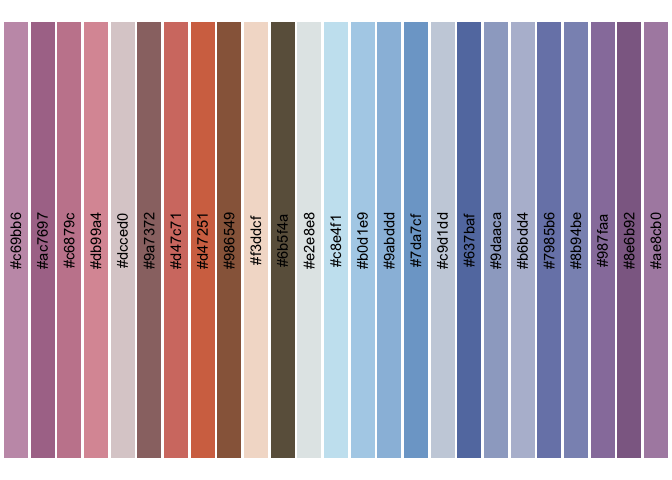 #c69bb6
#ac7697
#c6879c
#db99a4
#dcced0
#9a7372
#d47c71
#d47251
#986549
#f3ddcf
#6b5f4a
#e2e8e8
#c8e4f1
#b0d1e9
#9abddd
#7da7cf
#c9d1dd
#637baf
#9daaca
#b6bdd4
#7985b6
#8b94be
#987faa
#8e6b92
#ae8cb0